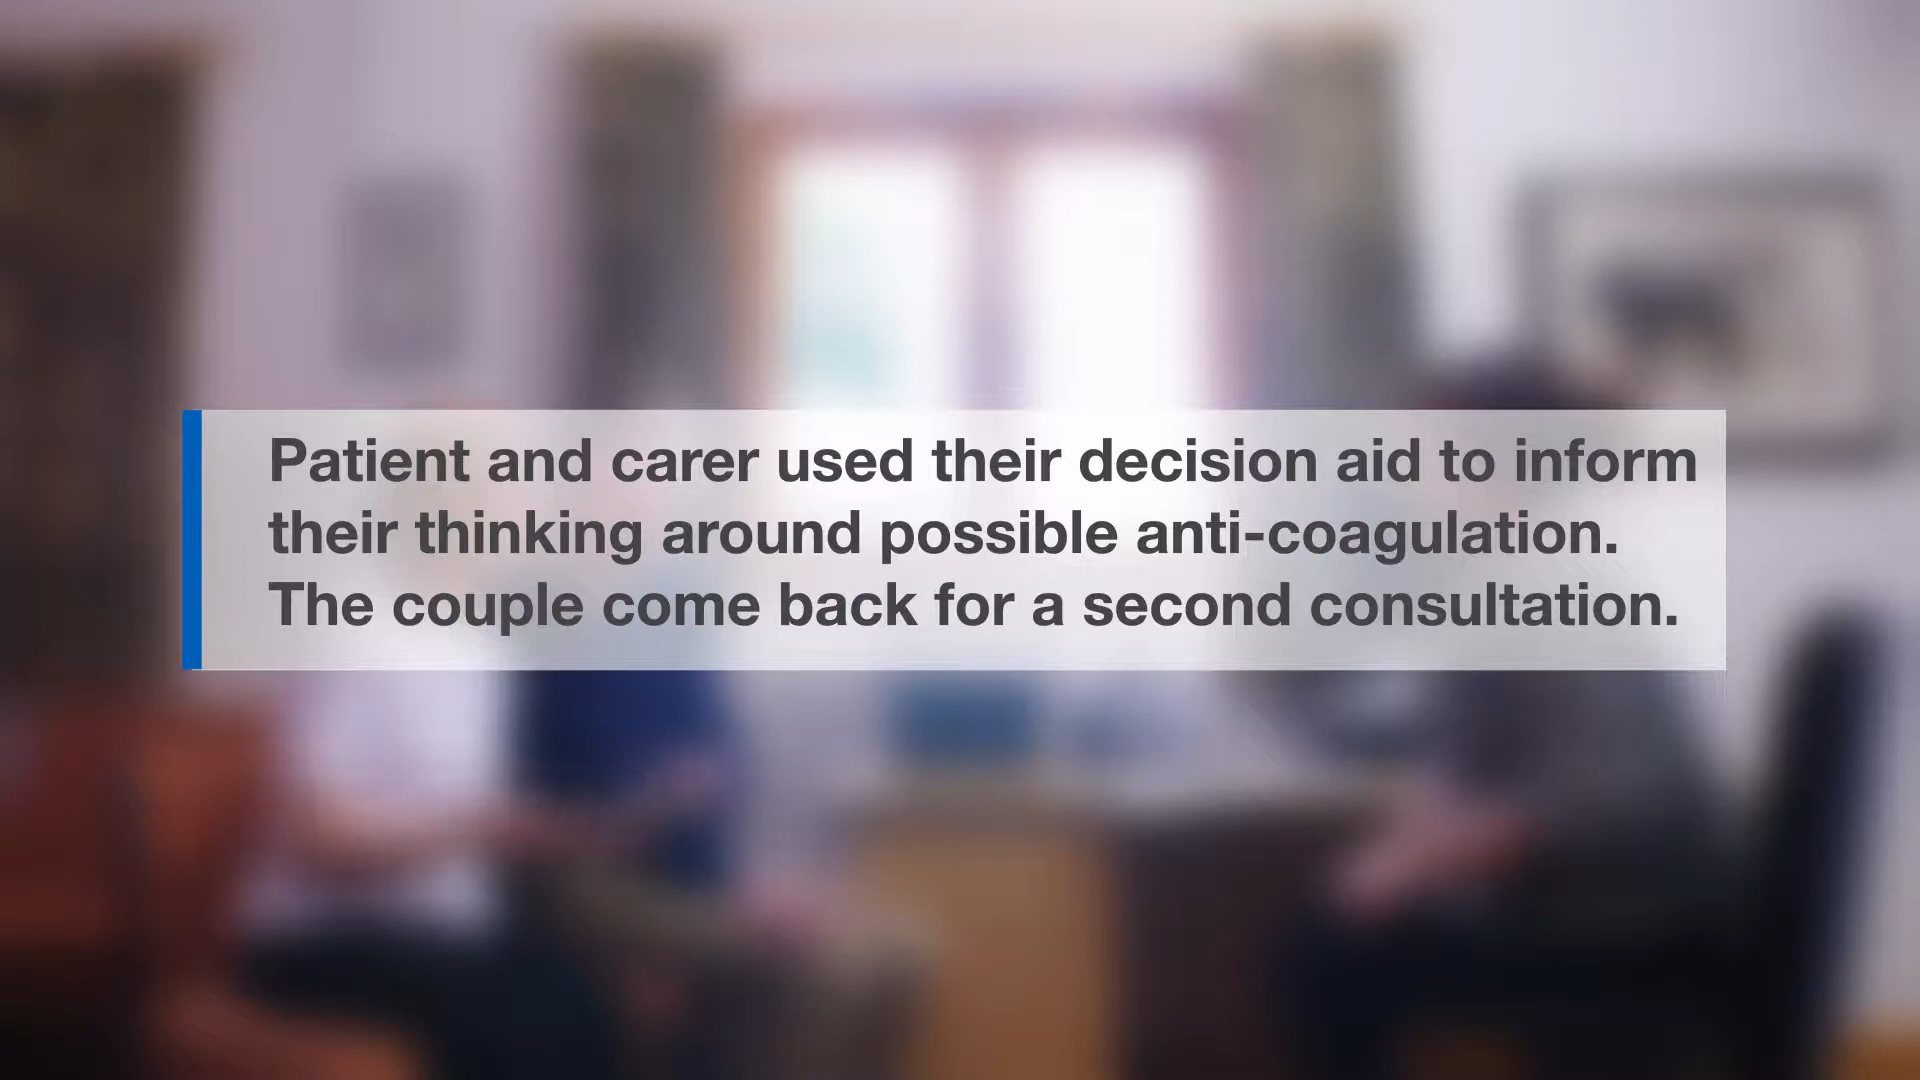 Patient and carer used their decision aid to inform
their thinking around possible anti-coagulation.
The couple come back for a second consultation.